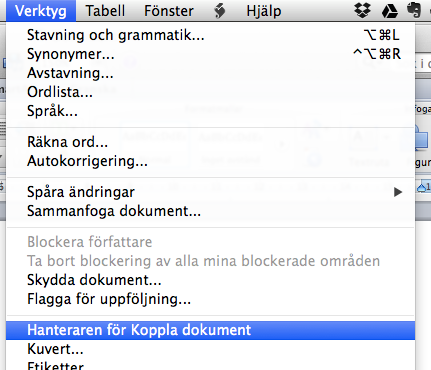 Verktyg Tabell Fönster Hjälp
Stavning och grammatik... ⌥⌘L
Synonymer... ^⌥⌘R
Avstavning...
Ordlista...
Språk...
Räkna ord...
Autokorrigering...
Spåra ändringar
Sammanfoga dokument...
Blockera författare
Ta bort blockering av alla mina blockerade områden
Skydda dokument...
Flagga för uppföljning...
Hanteraren för Koppla dokument
Kuvert...
Etiketter